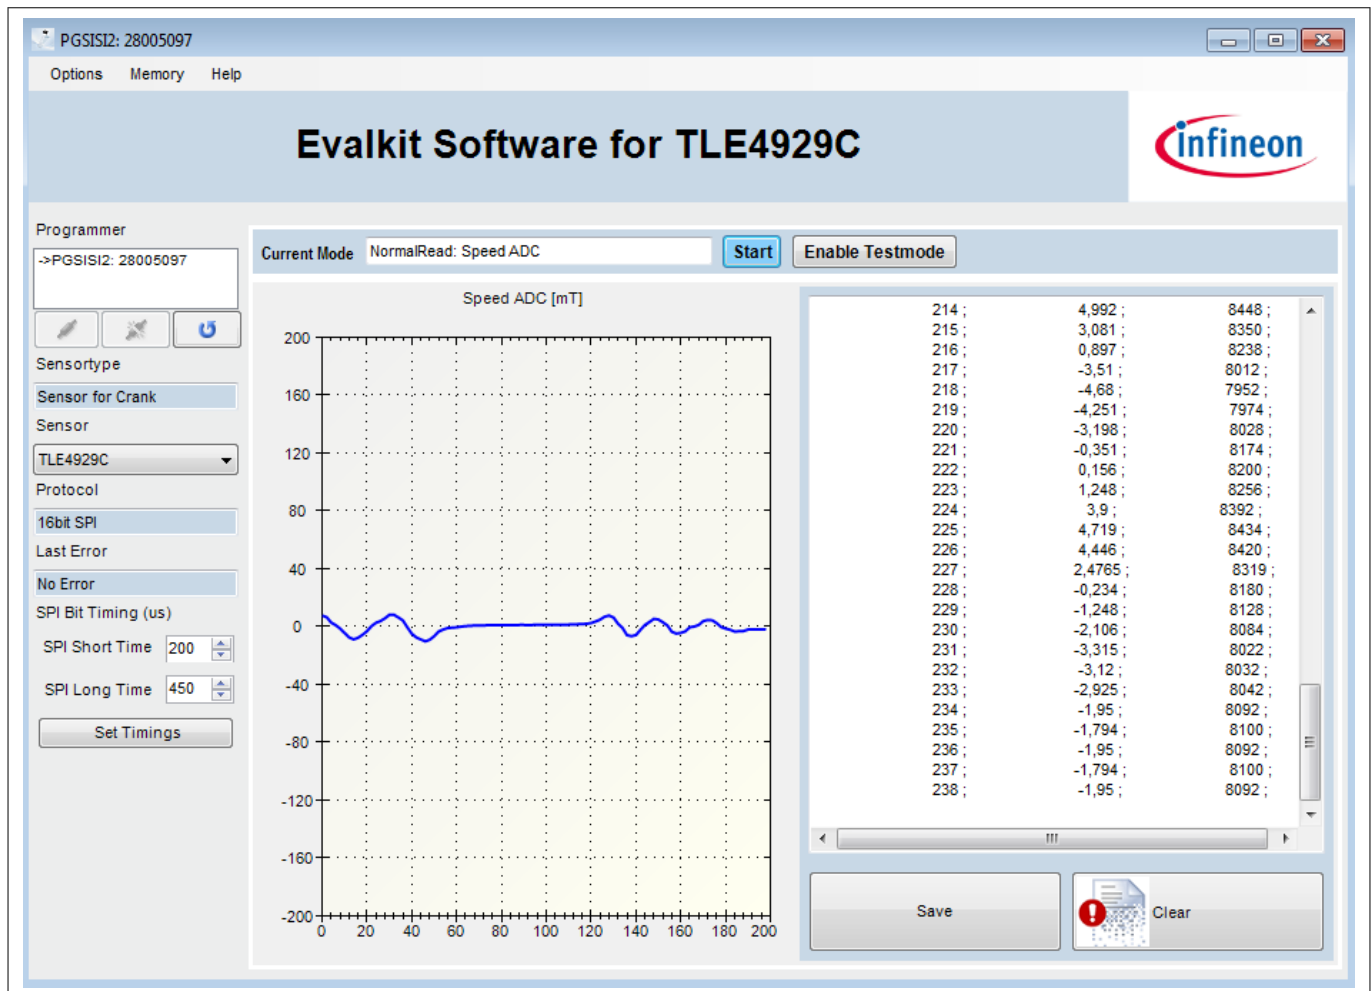 PGSISI2: 28005097
Options Memory Help
Evalkit Software for TLE4929C
infineon
Programmer
->PGSISI2: 28005097
Sensortype
Sensor for Crank
Sensor
TLE4929C
Protocol
16bit SPI
Last Error
No Error
SPI Bit Timing (us)
SPI Short Time 200
SPI Long Time 450
Set Timings
Current Mode NormalRead: Speed ADC Start Enable Testmode
Speed ADC [mT]
200
160
120
80
40
0
-40
-80
-120
-160
-200
0 20 40 60 80 100 120 140 160 180 200
214 ; 4,992 ; 8448 ;
215 ; 3,081 ; 8350 ;
216 ; 0,897 ; 8238 ;
217 ; -3,51 ; 8012 ;
218 ; -4,68 ; 7952 ;
219 ; -4,251 ; 7974 ;
220 ; -3,198 ; 8028 ;
221 ; -0,351 ; 8174 ;
222 ; 0,156 ; 8200 ;
223 ; 1,248 ; 8256 ;
224 ; 3,9 ; 8392 ;
225 ; 4,719 ; 8434 ;
226 ; 4,446 ; 8420 ;
227 ; 2,4765 ; 8319 ;
228 ; -0,234 ; 8180 ;
229 ; -1,248 ; 8128 ;
230 ; -2,106 ; 8084 ;
231 ; -3,315 ; 8022 ;
232 ; -3,12 ; 8032 ;
233 ; -2,925 ; 8042 ;
234 ; -1,95 ; 8092 ;
235 ; -1,794 ; 8100 ;
236 ; -1,95 ; 8092 ;
237 ; -1,794 ; 8100 ;
238 ; -1,95 ; 8092 ;
Save
Clear